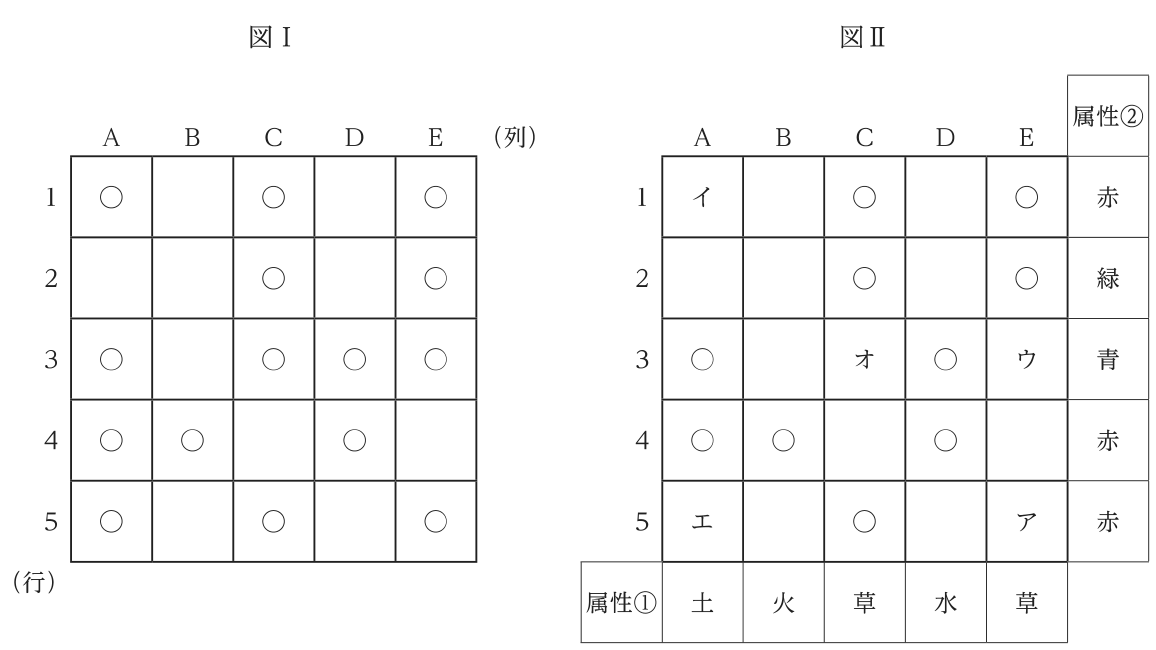 図Ⅰ
A B C D E (列)
1 ○ ○ ○
2 ○ ○
3 ○ ○ ○ ○
4 ○ ○ ○
5 ○ ○ ○
(行)
図Ⅱ
属性②
A B C D E
1 イ ○ ○ 赤
2 ○ ○ 緑
3 ○ オ ○ ウ 青
4 ○ ○ ○ 赤
5 エ ○ ア 赤
属性① 土 火 草 水 草